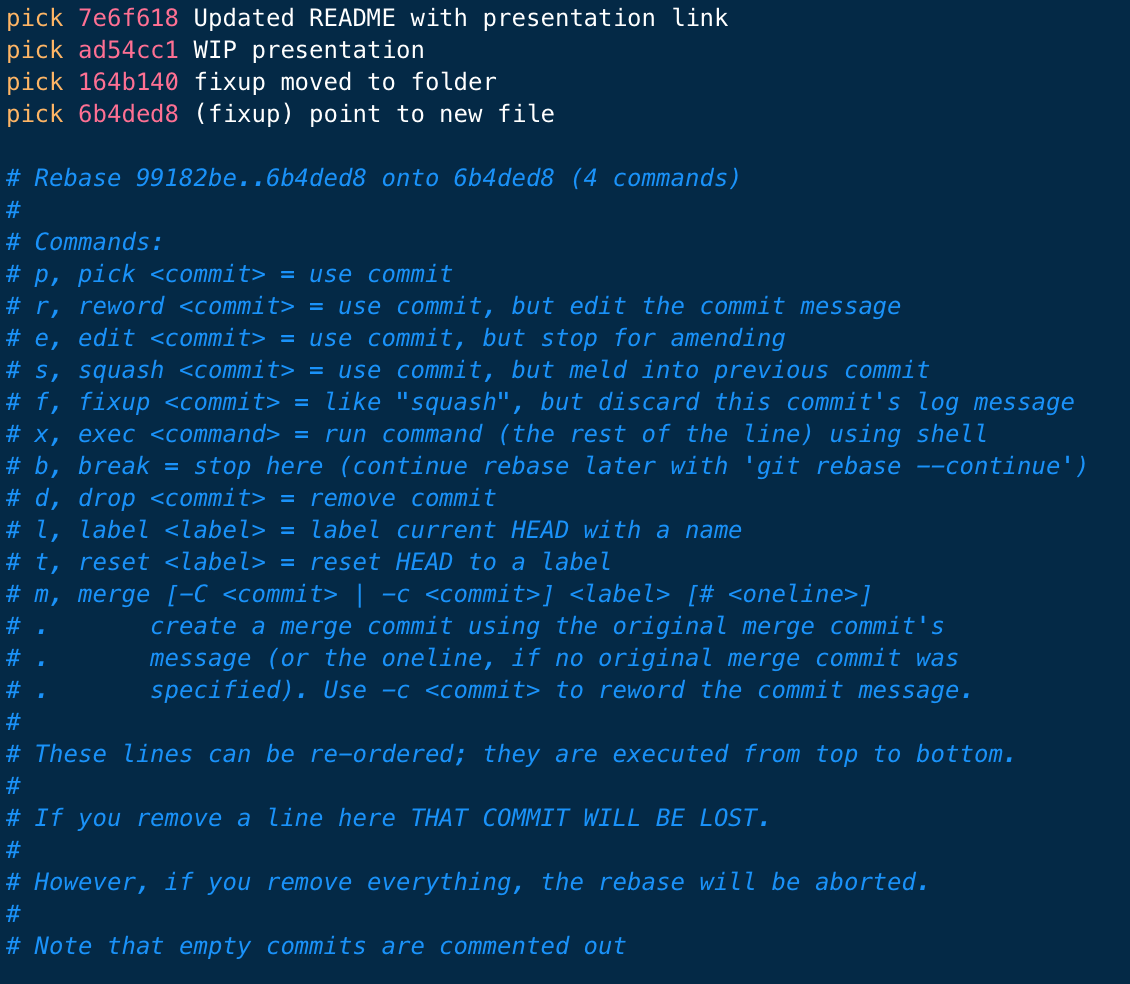 pick 7e6f618 Updated README with presentation link
pick ad54cc1 WIP presentation
pick 164b140 fixup moved to folder
pick 6b4ded8 (fixup) point to new file
# Rebase 99182be..6b4ded8 onto 6b4ded8 (4 commands)
#
# Commands:
# p, pick <commit> = use commit
# r, reword <commit> = use commit, but edit the commit message
# e, edit <commit> = use commit, but stop for amending
# s, squash <commit> = use commit, but meld into previous commit
# f, fixup <commit> = like "squash", but discard this commit's log message
# x, exec <command> = run command (the rest of the line) using shell
# b, break = stop here (continue rebase later with 'git rebase --continue')
# d, drop <commit> = remove commit
# l, label <label> = label current HEAD with a name
# t, reset <label> = reset HEAD to a label
# m, merge [-C <commit> | -c <commit>] <label> [# <oneline>]
# .       create a merge commit using the original merge commit's
# .       message (or the oneline, if no original merge commit was
# .       specified). Use -c <commit> to reword the commit message.
#
# These lines can be re-ordered; they are executed from top to bottom.
#
# If you remove a line here THAT COMMIT WILL BE LOST.
#
# However, if you remove everything, the rebase will be aborted.
#
# Note that empty commits are commented out